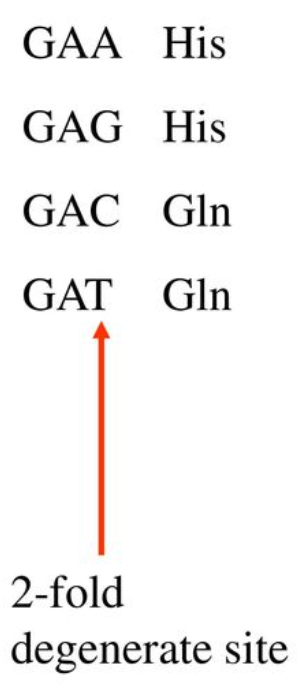 GAA His
GAG His
GAC Gln
GAT Gln
2-fold
degenerate site